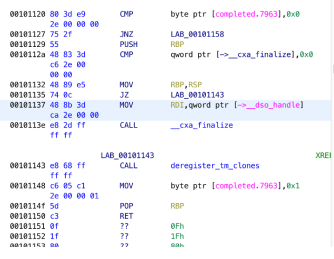 00101120 80 3d e9 CMP byte ptr [completed.7963],0x0
2e 00 00 00
00101127 75 2f JNZ LAB_00101158
00101129 55 PUSH RBP
0010112a 48 83 3d CMP qword ptr [->__cxa_finalize],0x0
c6 2e 00
00 00
00101132 48 89 e5 MOV RBP,RSP
00101135 74 0c JZ LAB_00101143
00101137 48 8b 3d MOV RDI,qword ptr [->__dso_handle]
ca 2e 00 00
0010113e e8 2d ff CALL __cxa_finalize
ff ff
LAB_00101143 XREF
00101143 e8 68 ff CALL deregister_tm_clones
ff ff
00101148 c6 05 c1 MOV byte ptr [completed.7963],0x1
2e 00 00 01
0010114f 5d POP RBP
00101150 c3 RET
00101151 0f ?? 0Fh
00101152 1f ?? 1Fh
00101153 80 ?? 80h